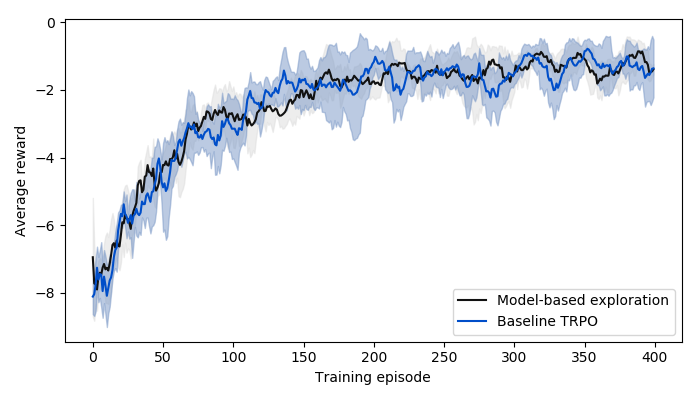 0
−2
−4
−6
−8
Average reward
0 50 100 150 200 250 300 350 400
Training episode
Model-based exploration
Baseline TRPO